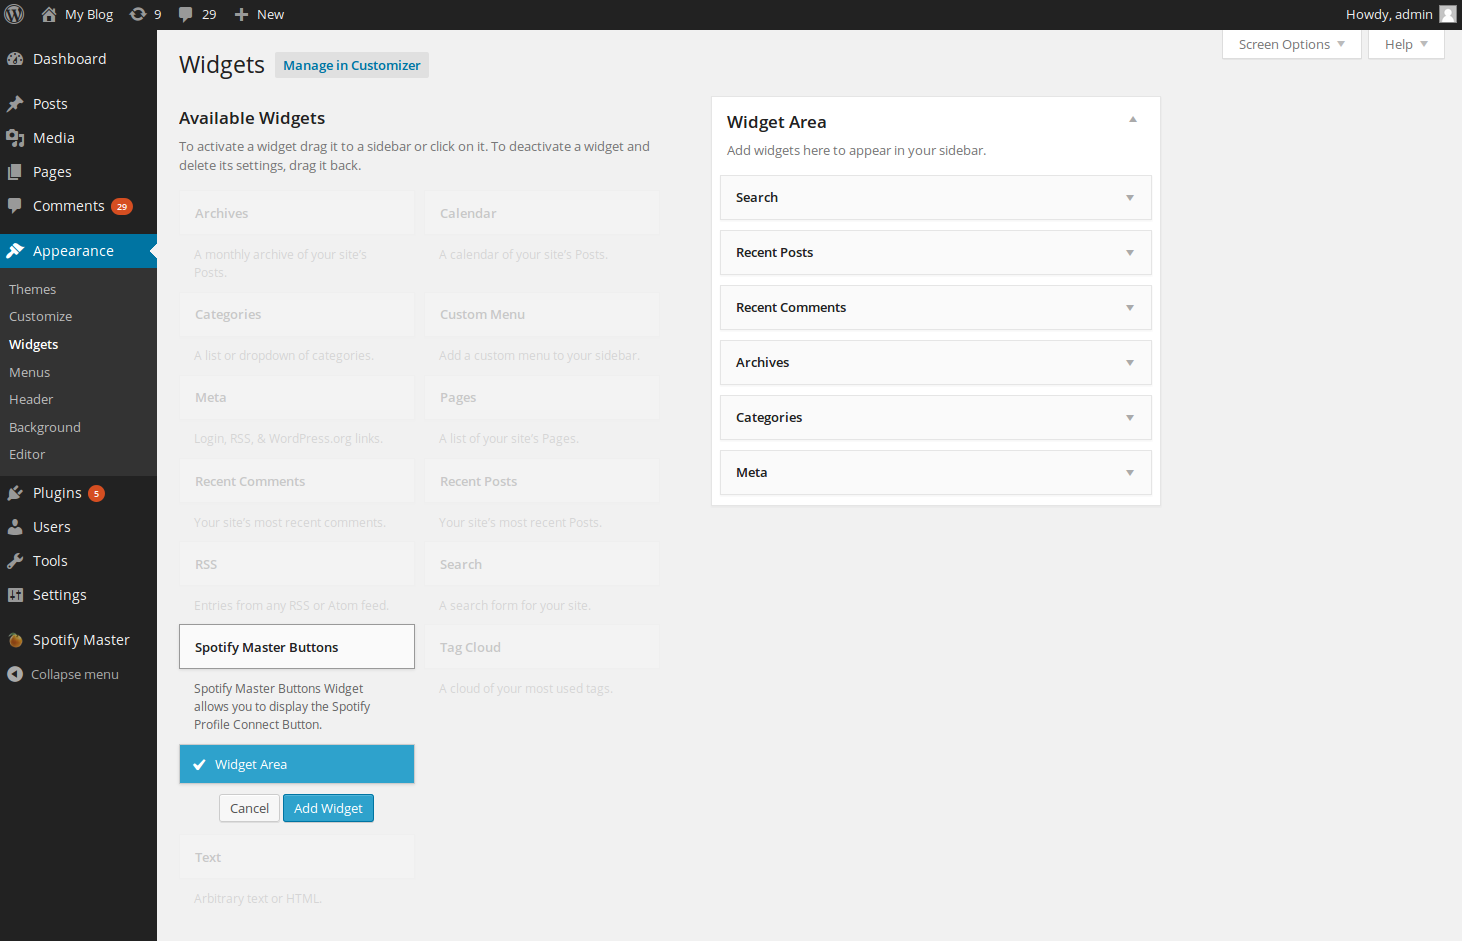 My Blog 9 29 New Howdy, admin
Screen Options Help
Dashboard
Posts
Media
Pages
Comments 29
Appearance
Themes
Customize
Widgets
Menus
Header
Background
Editor
Plugins 5
Users
Tools
Settings
Spotify Master
Collapse menu
Widgets Manage in Customizer
Available Widgets
To activate a widget drag it to a sidebar or click on it. To deactivate a widget and
delete its settings, drag it back.
Archives Calendar
A monthly archive of your site's A calendar of your site's Posts.
Posts.
Categories Custom Menu
A list or dropdown of categories. Add a custom menu to your sidebar.
Meta Pages
Login, RSS, & WordPress.org links. A list of your site's Pages.
Recent Comments Recent Posts
Your site's most recent comments. Your site's most recent Posts.
RSS Search
Entries from any RSS or Atom feed. A search form for your site.
Spotify Master Buttons Tag Cloud
Spotify Master Buttons Widget A cloud of your most used tags.
allows you to display the Spotify
Profile Connect Button.
Widget Area
Cancel Add Widget
Text
Arbitrary text or HTML.
Widget Area
Add widgets here to appear in your sidebar.
Search
Recent Posts
Recent Comments
Archives
Categories
Meta